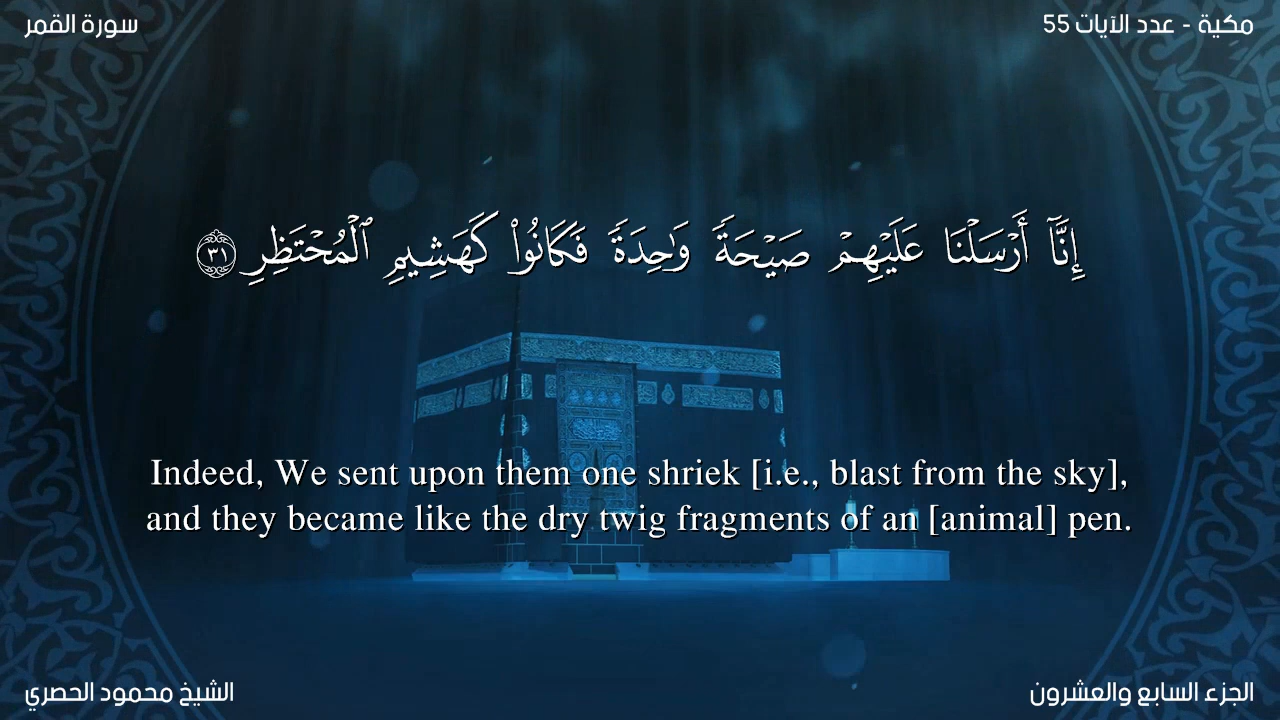 سورة القمر
مكية - عدد الآيات 55
إِنَّآ أَرْسَلْنَا عَلَيْهِمْ صَيْحَةً وَٰحِدَةً فَكَانُوا۟ كَهَشِيمِ ٱلْمُحْتَظِرِ ٣١
Indeed, We sent upon them one shriek [i.e., blast from the sky],
and they became like the dry twig fragments of an [animal] pen.
الشيخ محمود الحصري
الجزء السابع والعشرون